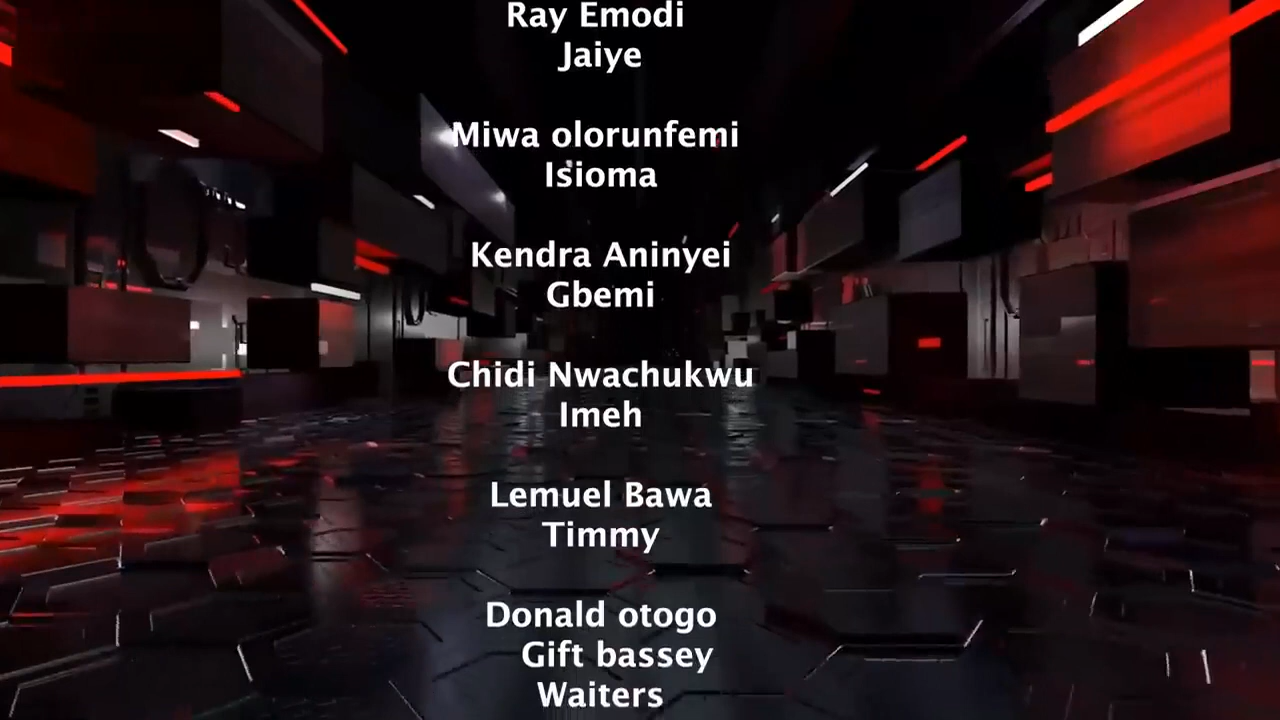 Ray Emodi
Jaiye
Miwa olorunfemi
Isioma
Kendra Aninyei
Gbemi
Chidi Nwachukwu
Imeh
Lemuel Bawa
Timmy
Donald otogo
Gift bassey
Waiters